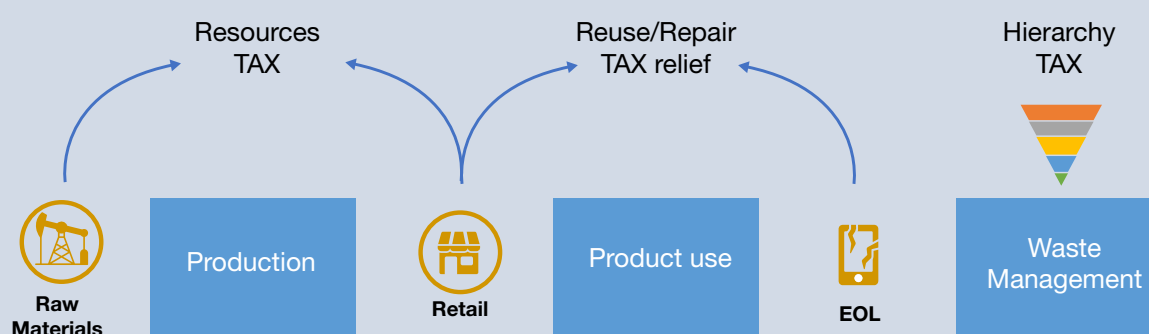 Resources
TAX
Reuse/Repair
TAX relief
Hierarchy
TAX
Production
Product use
Waste
Management
Raw
Materials
Retail
EOL